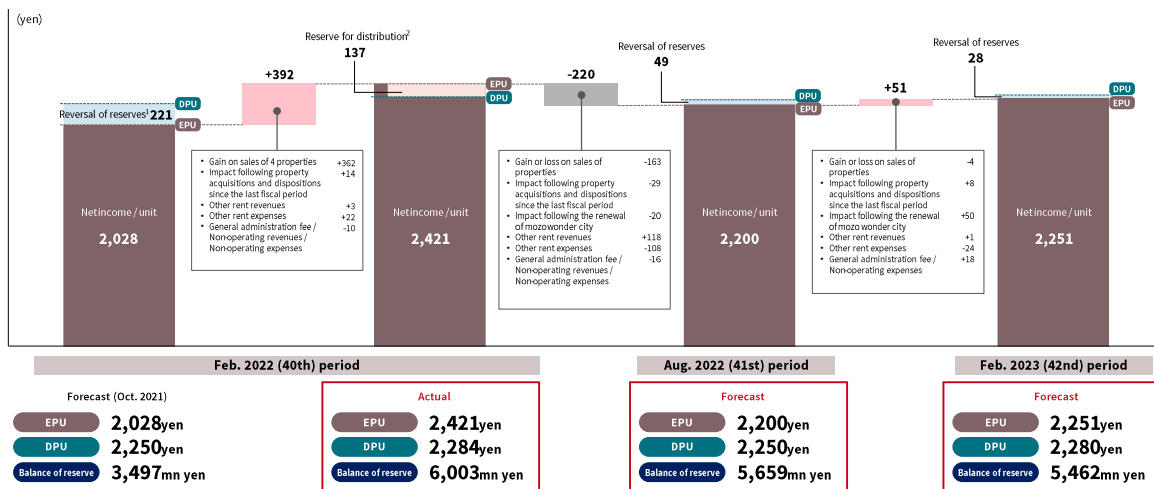 (yen)
Reserve for distribution2
137
Reversal of reserves
49
Reversal of reserves
28
+392
-220
+51
Reversal of reserves1 221
DPU
EPU
EPU
DPU
DPU
EPU
DPU
EPU
• Gain on sales of 4 properties +362
• Impact following property +14
acquisitions and dispositions
since the last fiscal period
• Other rent revenues +3
• Other rent expenses +22
• General administration fee / -10
Non-operating revenues /
Non-operating expenses
• Gain or loss on sales of -163
properties
• Impact following property -29
acquisitions and dispositions
since the last fiscal period
• Impact following the renewal -20
of mozo wonder city
• Other rent revenues +118
• Other rent expenses -108
• General administration fee / -16
Non-operating revenues /
Non-operating expenses
• Gain or loss on sales of -4
properties
• Impact following property +8
acquisitions and dispositions
since the last fiscal period
• Impact following the renewal +50
of mozo wonder city
• Other rent revenues +1
• Other rent expenses -24
• General administration fee / +18
Non-operating revenues /
Non-operating expenses
Net income / unit
2,028
Net income / unit
2,421
Net income / unit
2,200
Net income / unit
2,251
Feb. 2022 (40th) period
Aug. 2022 (41st) period
Feb. 2023 (42nd) period
Forecast (Oct. 2021)
EPU 2,028yen
DPU 2,250yen
Balance of reserve 3,497mn yen
Actual
EPU 2,421yen
DPU 2,284yen
Balance of reserve 6,003mn yen
Forecast
EPU 2,200yen
DPU 2,250yen
Balance of reserve 5,659mn yen
Forecast
EPU 2,251yen
DPU 2,280yen
Balance of reserve 5,462mn yen